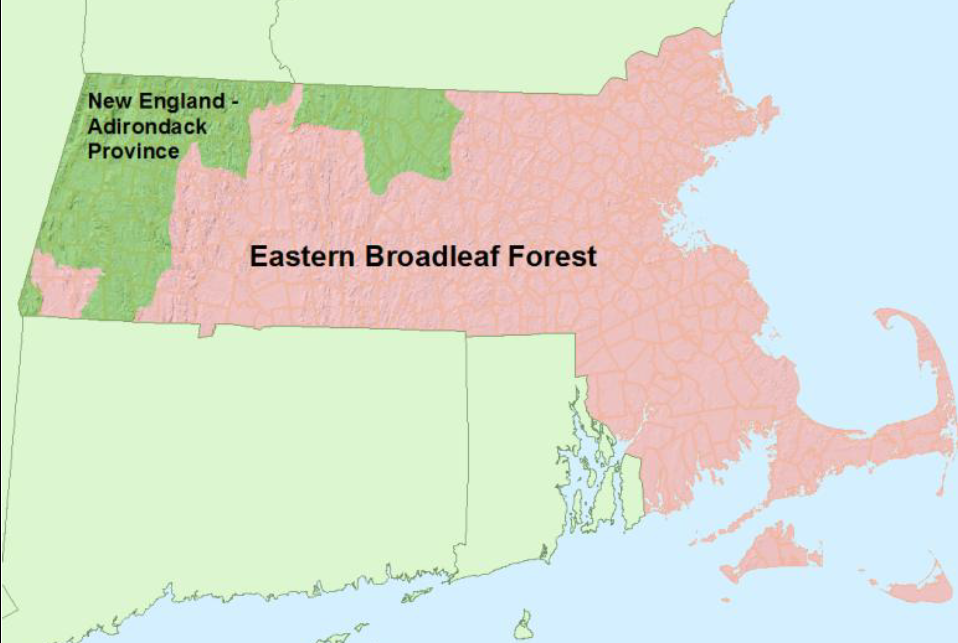 New England -
Adirondack
Province
Eastern Broadleaf Forest